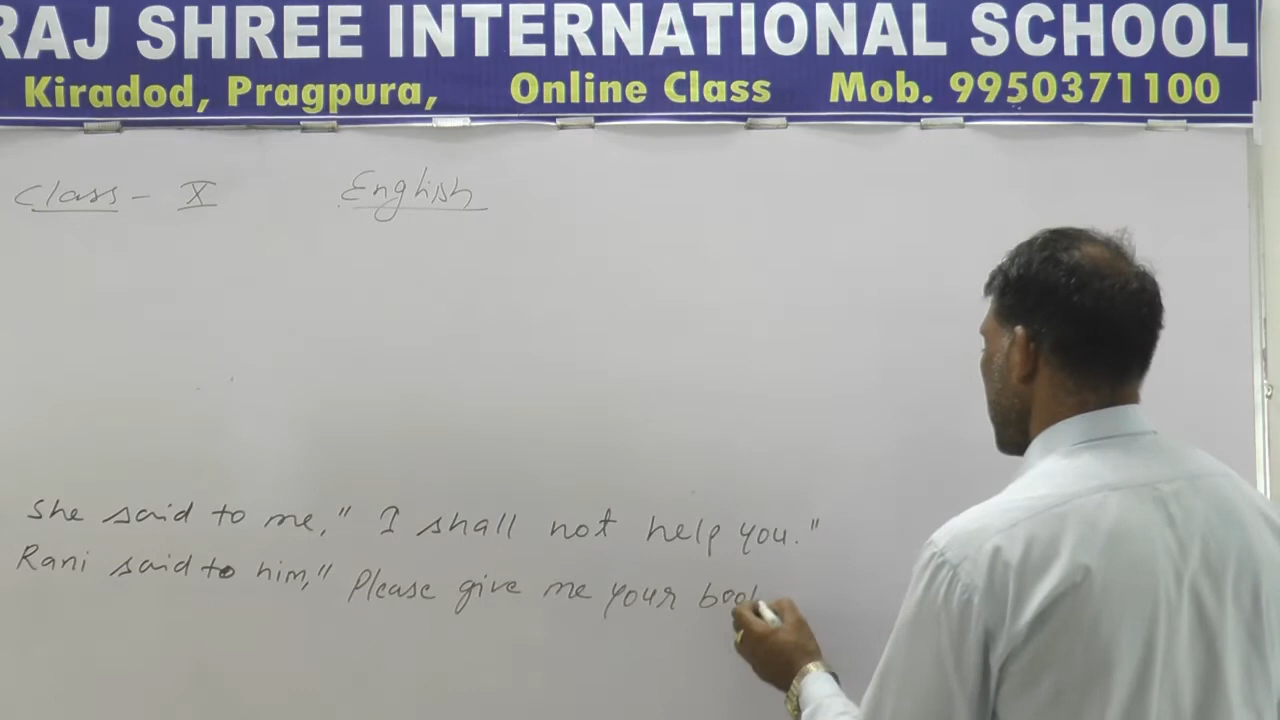 RAJ SHREE INTERNATIONAL SCHOOL
Kiradod, Pragpura, Online Class Mob. 9950371100
Class - X English
She said to me," I shall not help you."
Rani said to him," Please give me your boo